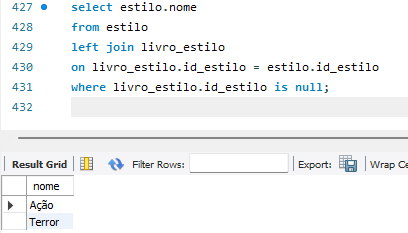 427 select estilo.nome
428 from estilo
429 left join livro_estilo
430 on livro_estilo.id_estilo = estilo.id_estilo
431 where livro_estilo.id_estilo is null;
432
Result Grid Filter Rows: Export: Wrap Ce
nome
Ação
Terror